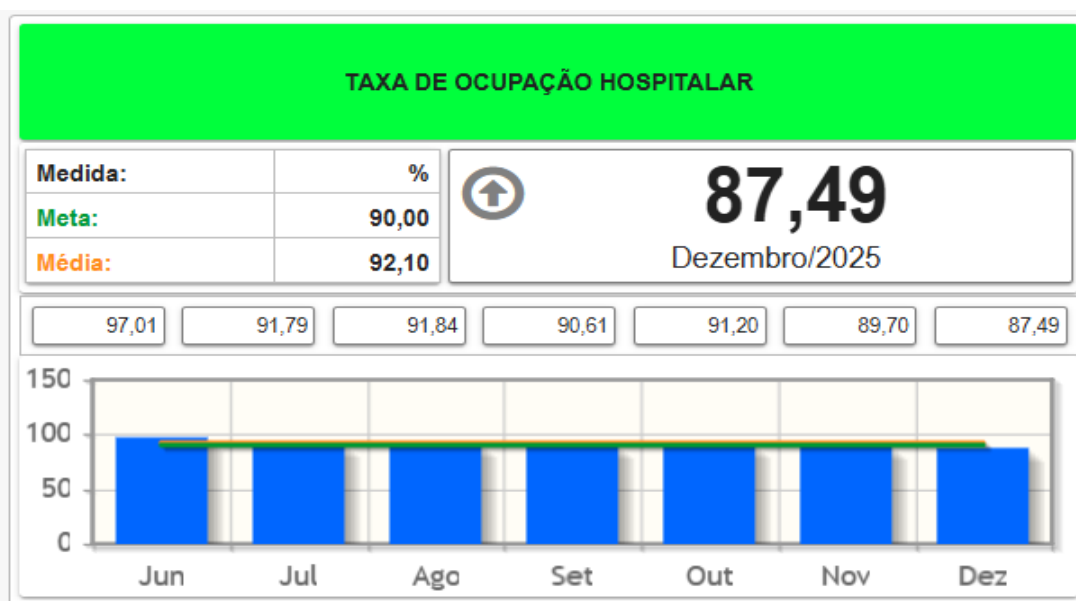 TAXA DE OCUPAÇÃO HOSPITALAR
Medida: %
Meta: 90,00
Média: 92,10
87,49
Dezembro/2025
97,01 91,79 91,84 90,61 91,20 89,70 87,49
150
100
50
0
Jun Jul Ago Set Out Nov Dez